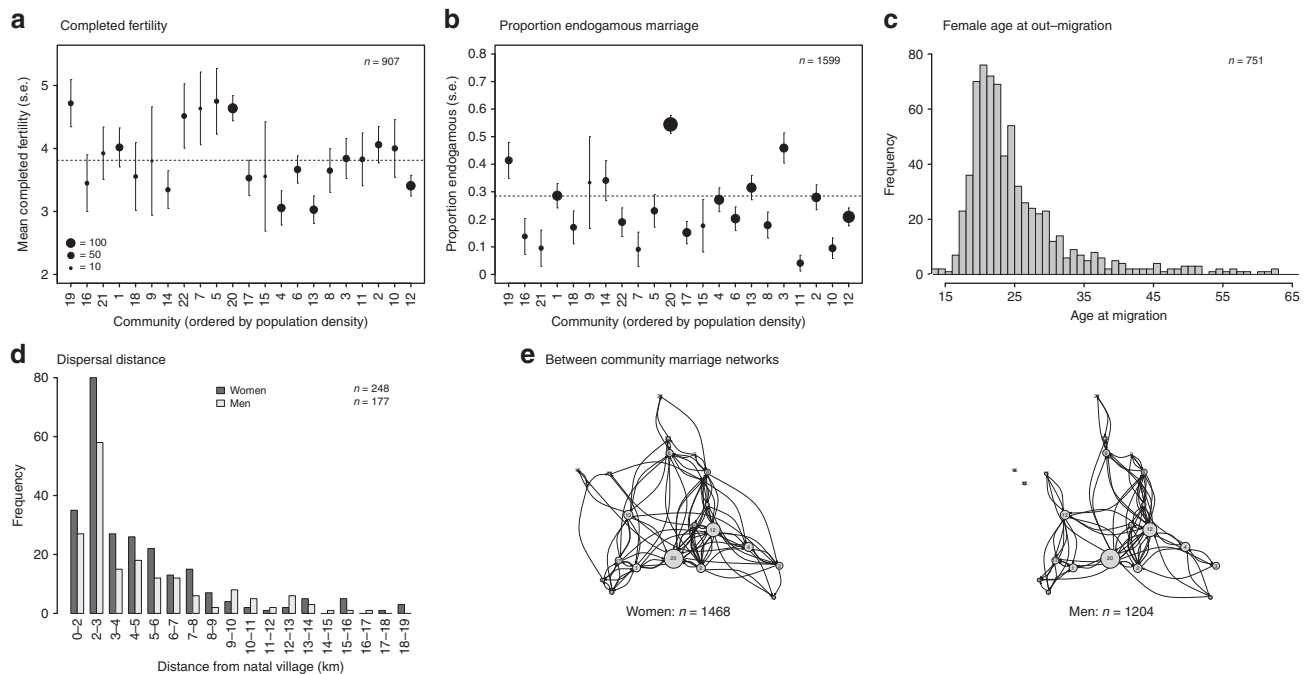 a Completed fertility
Mean completed fertility (s.e.)
5
4
3
2
n = 907
= 100
= 50
= 10
19 16 21 1 18 9 14 22 7 5 20 17 15 4 6 13 8 3 11 2 10 12
Community (ordered by population density)
b Proportion endogamous marriage
Proportion endogamous (s.e.)
0.8
0.7
0.6
0.5
0.4
0.3
0.2
0.1
0
n = 1599
19 16 21 1 18 9 14 22 7 5 20 17 15 4 6 13 8 3 11 2 10 12
Community (ordered by population density)
c Female age at out–migration
Frequency
80
60
40
20
0
n = 751
15 25 35 45 55 65
Age at migration
d Dispersal distance
Frequency
80
60
40
20
0
Women n = 248
Men n = 177
0–2 2–3 3–4 4–5 5–6 6–7 7–8 8–9 9–10 10–11 11–12 12–13 13–14 14–15 15–16 16–17 17–18 18–19
Distance from natal village (km)
e Between community marriage networks
20
12
Women: n = 1468
20
12
Men: n = 1204